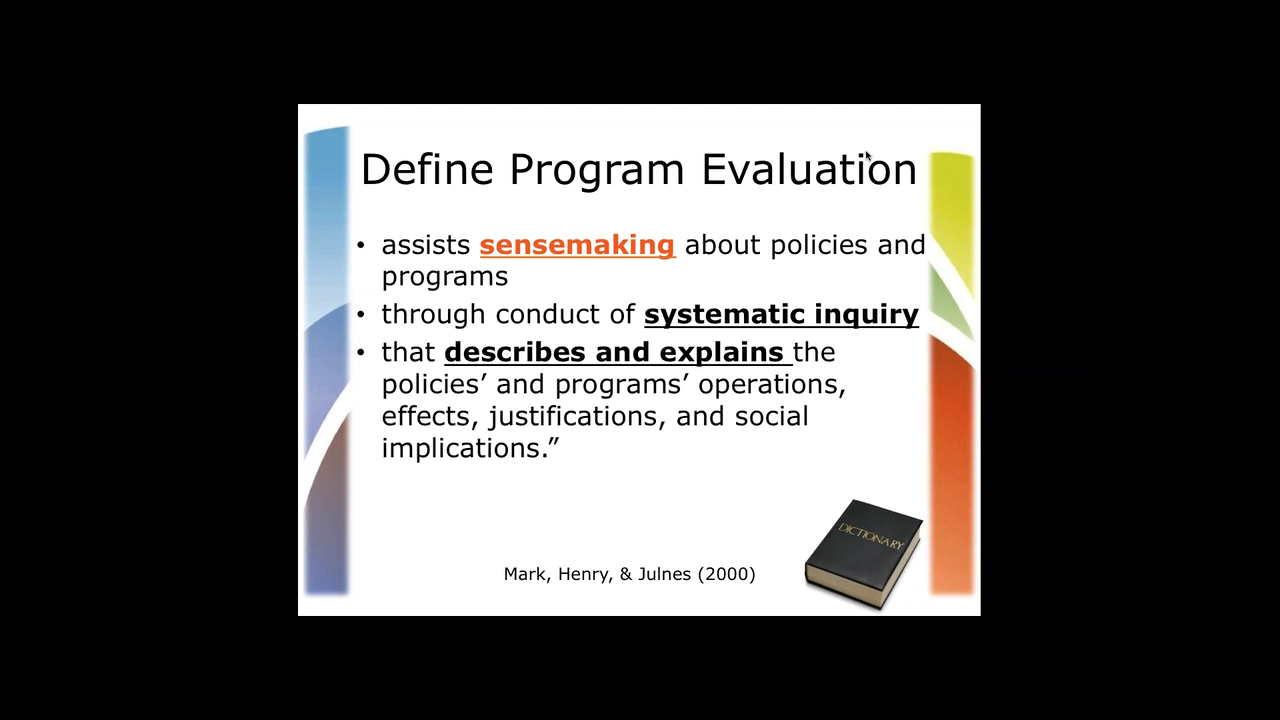 Define Program Evaluation
• assists sensemaking about policies and
programs
• through conduct of systematic inquiry
• that describes and explains the
policies’ and programs’ operations,
effects, justifications, and social
implications.”
DICTIONARY
Mark, Henry, & Julnes (2000)